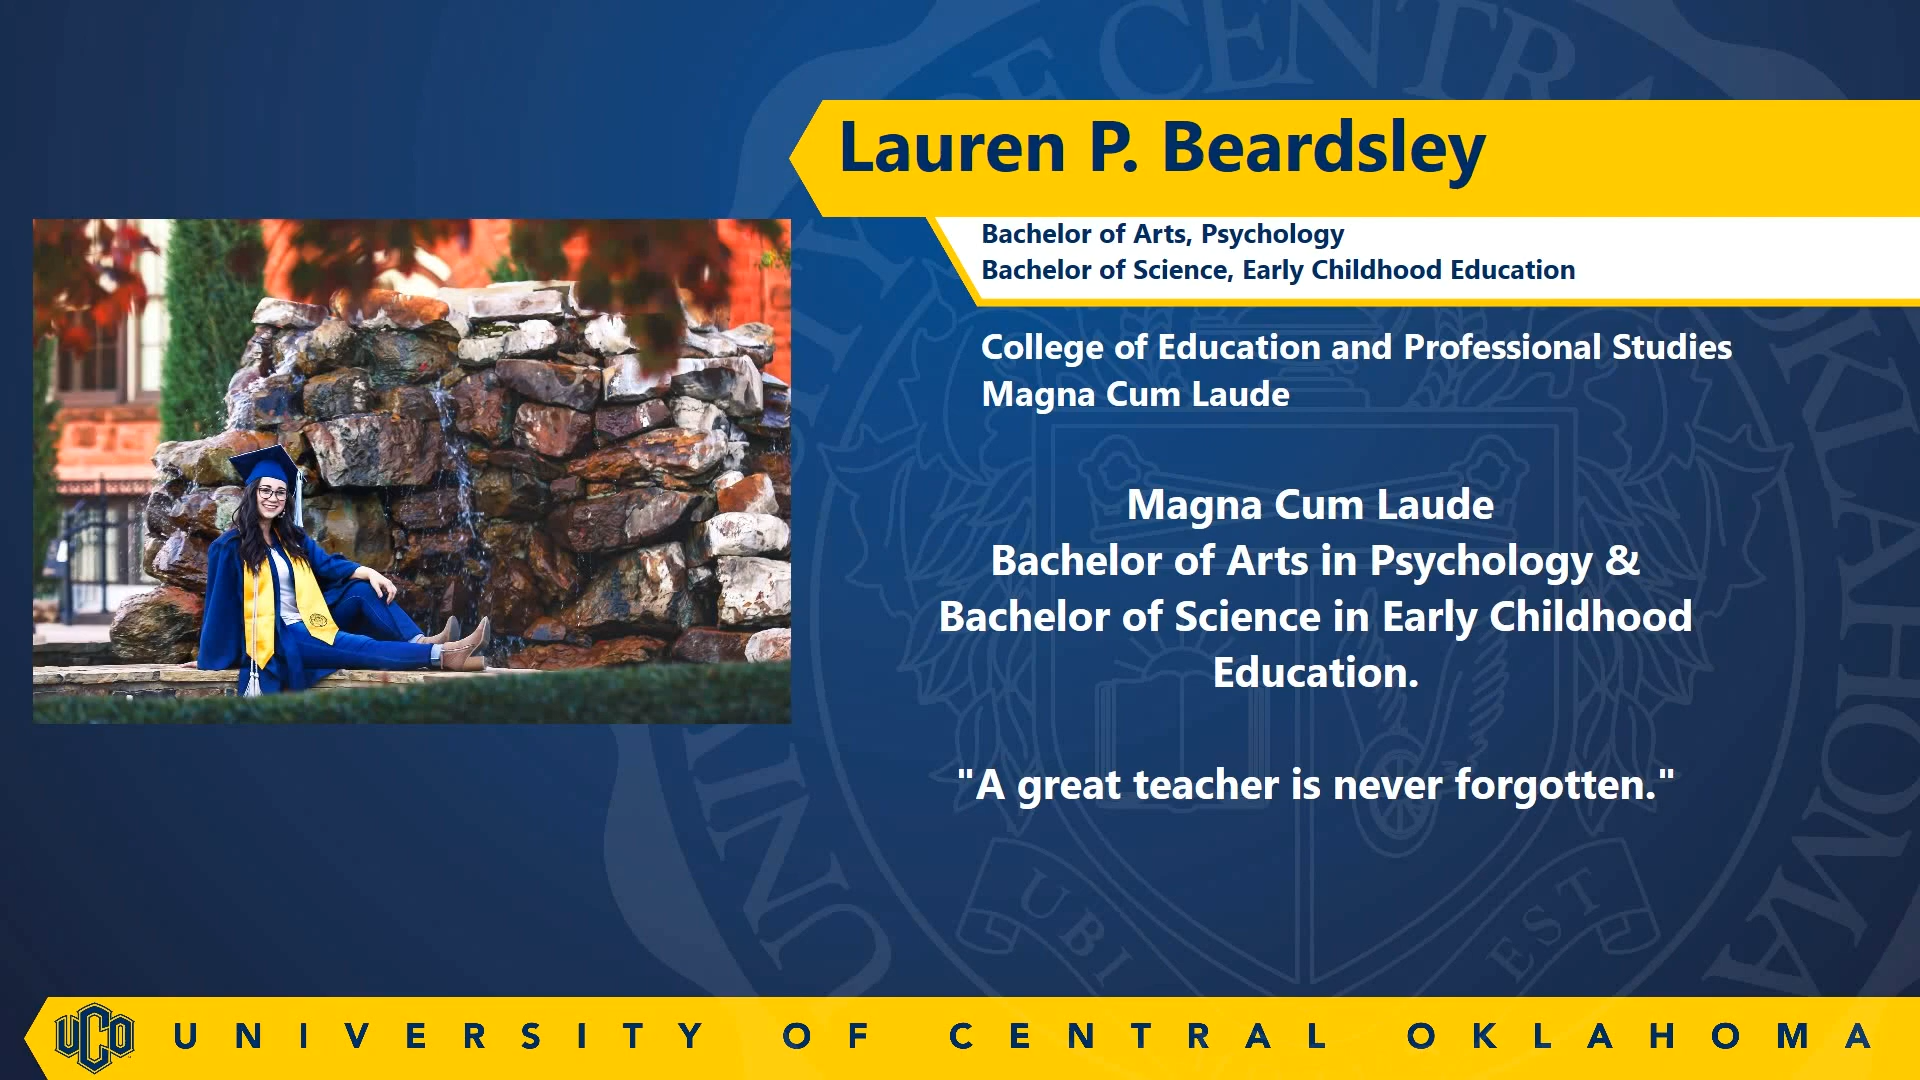 Lauren P. Beardsley
Bachelor of Arts, Psychology
Bachelor of Science, Early Childhood Education
College of Education and Professional Studies
Magna Cum Laude
Magna Cum Laude
Bachelor of Arts in Psychology &
Bachelor of Science in Early Childhood
Education.
"A great teacher is never forgotten."
UBI EST
UCO UNIVERSITY OF CENTRAL OKLAHOMA